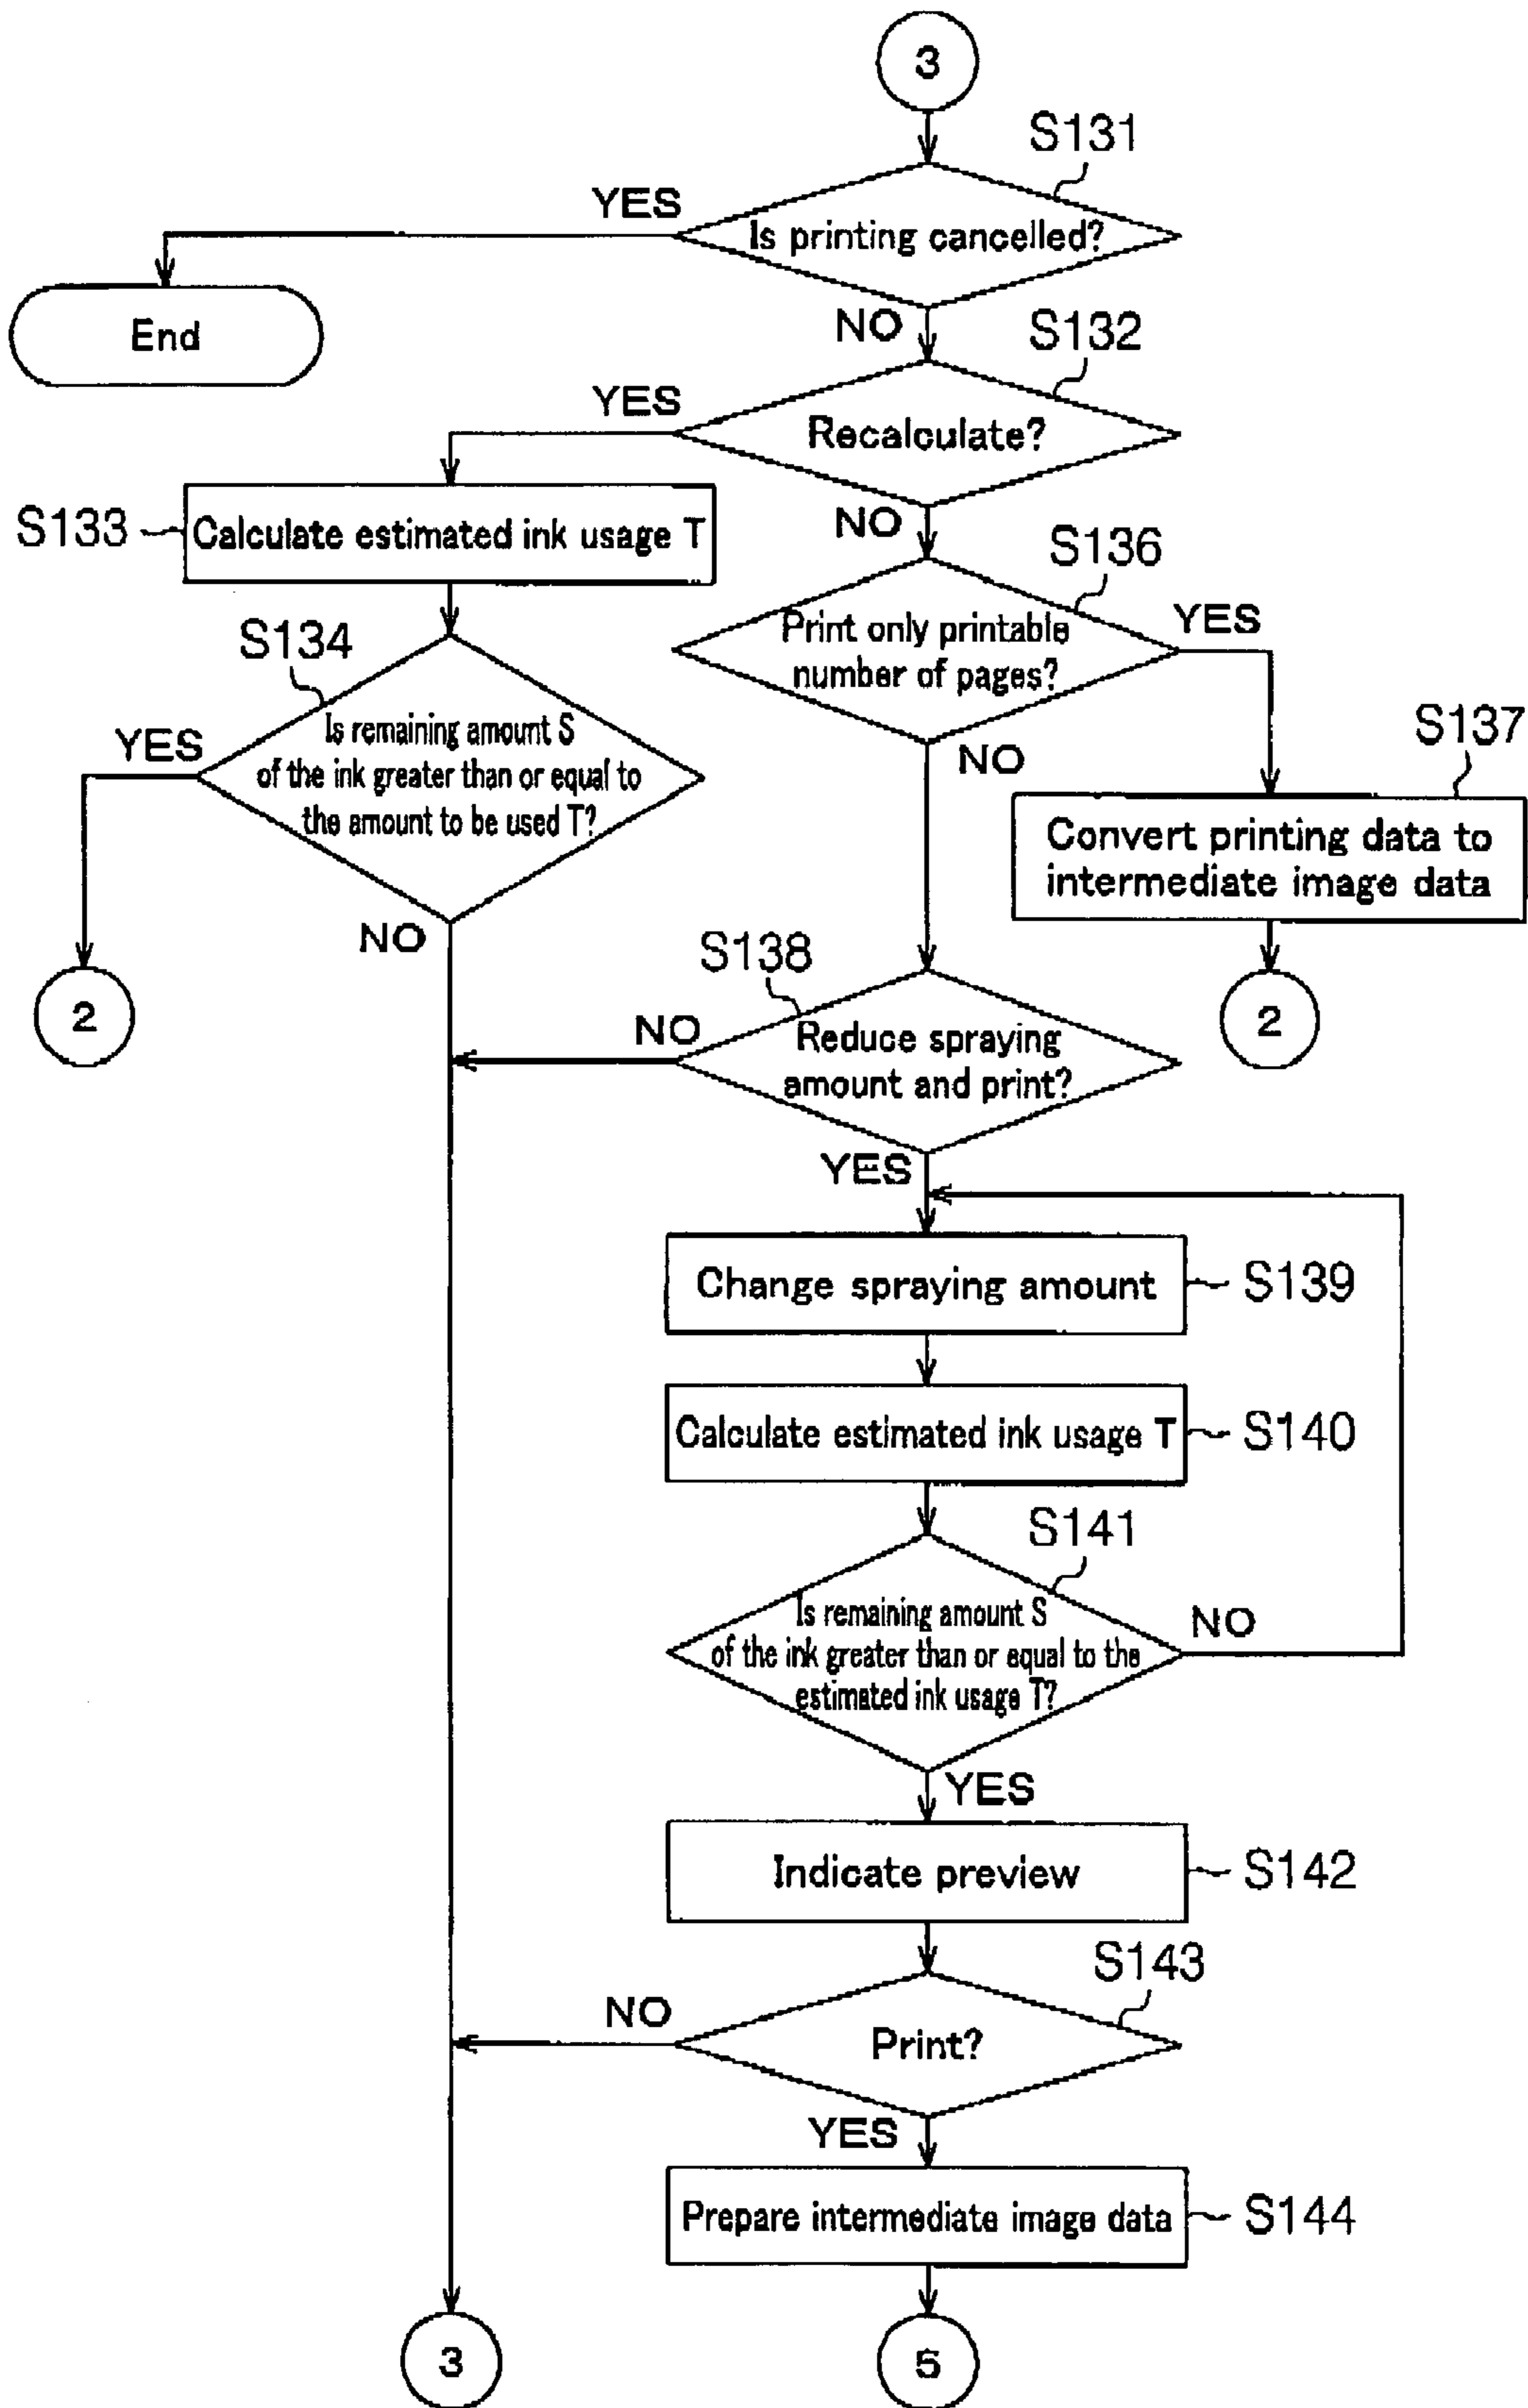 3
S131
YES
Is printing cancelled?
End
NO
S132
YES
Recalculate?
S133
Calculate estimated ink usage T
NO
S136
Print only printable
number of pages?
YES
S134
Is remaining amount S
of the ink greater than or equal to
the amount to be used T?
YES
NO
NO
S137
Convert printing data to
intermediate image data
2
2
S138
NO
Reduce spraying
amount and print?
YES
Change spraying amount
S139
Calculate estimated ink usage T
S140
S141
Is remaining amount S
of the ink greater than or equal to the
estimated ink usage T?
NO
YES
Indicate preview
S142
S143
NO
Print?
YES
Prepare intermediate image data
S144
3
5